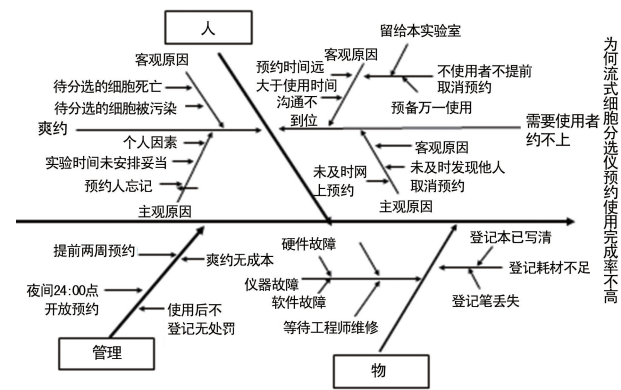 人
留给本实验室
客观原因
客观原因
预约时间远
大于使用时间
沟通不
到位
不使用者不提前
取消预约
预备万一使用
待分选的细胞死亡
待分选的细胞被污染
爽约
需要使用者
约不上
个人因素
实验时间未安排妥当
预约人忘记
主观原因
客观原因
未及时发现他人
取消预约
未及时网
上预约
主观原因
为何流式细胞分选仪预约使用完成率不高
提前两周预约
爽约无成本
夜间24:00点
开放预约
使用后不
登记无处罚
管理
硬件故障
仪器故障
软件故障
等待工程师维修
登记本已写清
登记耗材不足
登记笔丢失
物